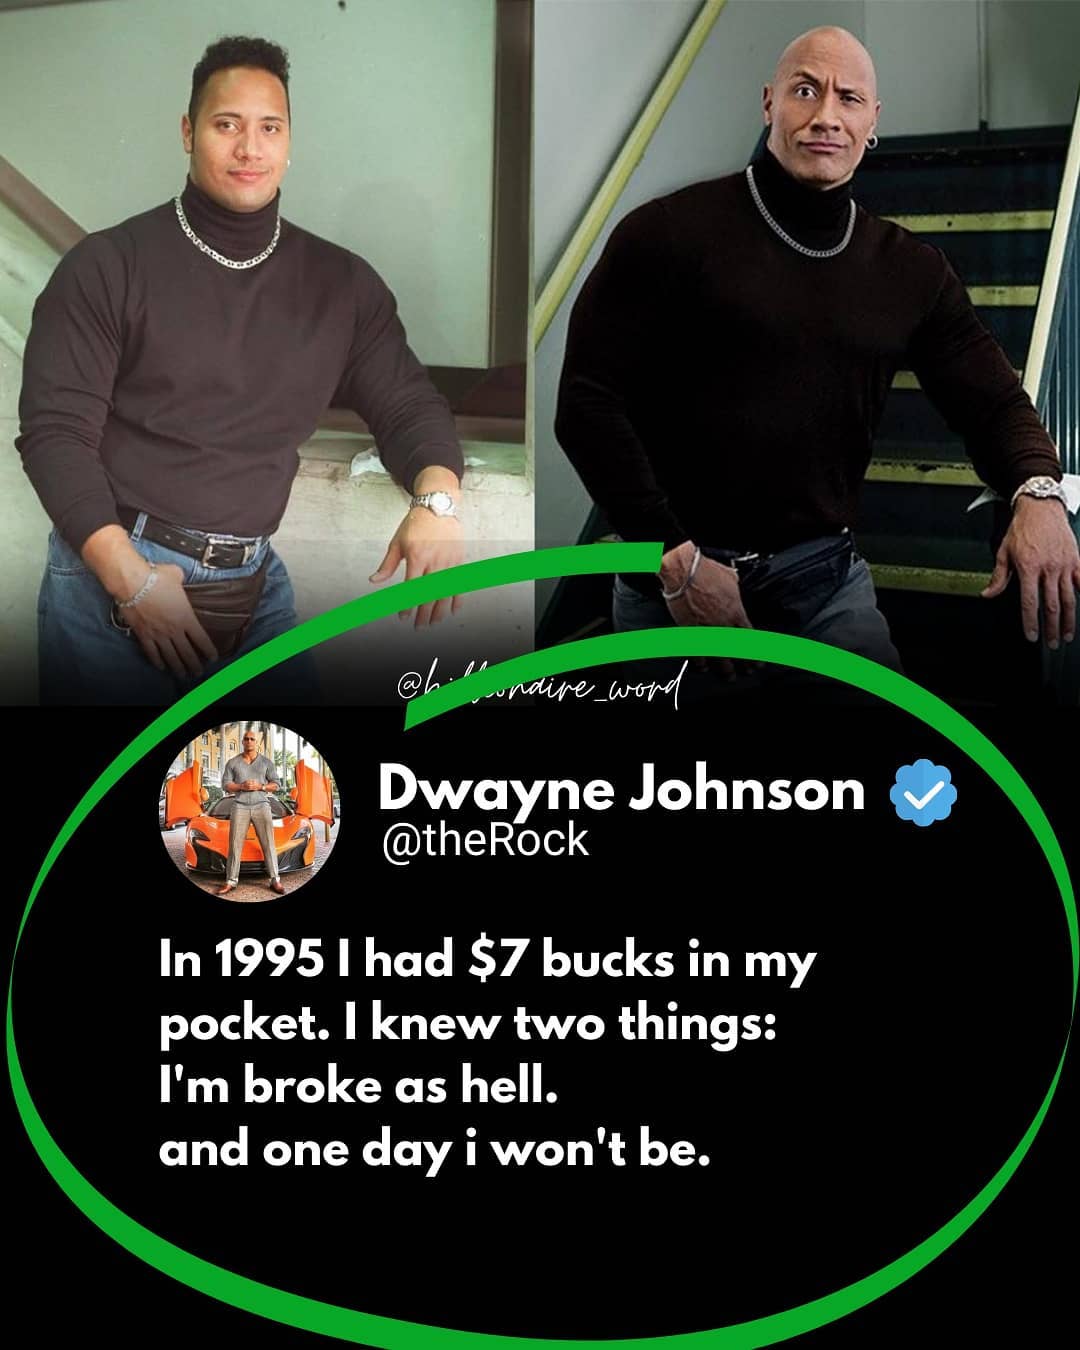 @billionaire_word
Dwayne Johnson
@theRock
In 1995 I had $7 bucks in my
pocket. I knew two things:
I'm broke as hell.
and one day i won't be.